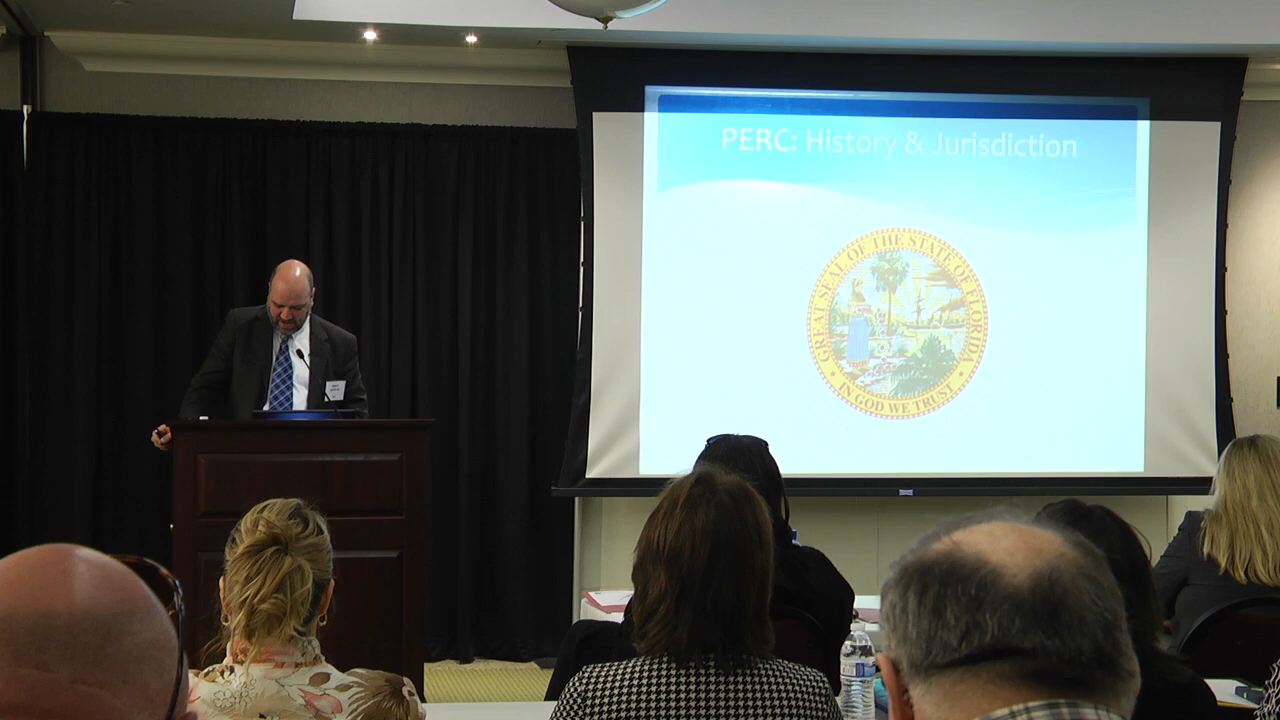 PERC: History & Jurisdiction
GREAT SEAL OF THE STATE OF FLORIDA
IN GOD WE TRUST